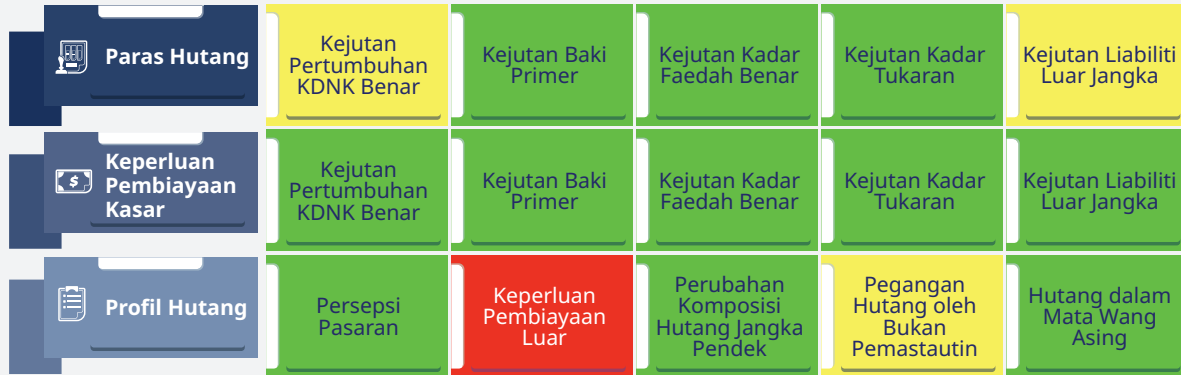 Paras Hutang
Kejutan
Pertumbuhan
KDNK Benar
Kejutan Baki
Primer
Kejutan Kadar
Faedah Benar
Kejutan Kadar
Tukaran
Kejutan Liabiliti
Luar Jangka
Keperluan
Pembiayaan
Kasar
Kejutan
Pertumbuhan
KDNK Benar
Kejutan Baki
Primer
Kejutan Kadar
Faedah Benar
Kejutan Kadar
Tukaran
Kejutan Liabiliti
Luar Jangka
Profil Hutang
Persepsi
Pasaran
Keperluan
Pembiayaan
Luar
Perubahan
Komposisi
Hutang Jangka
Pendek
Pegangan
Hutang oleh
Bukan
Pemastautin
Hutang dalam
Mata Wang
Asing